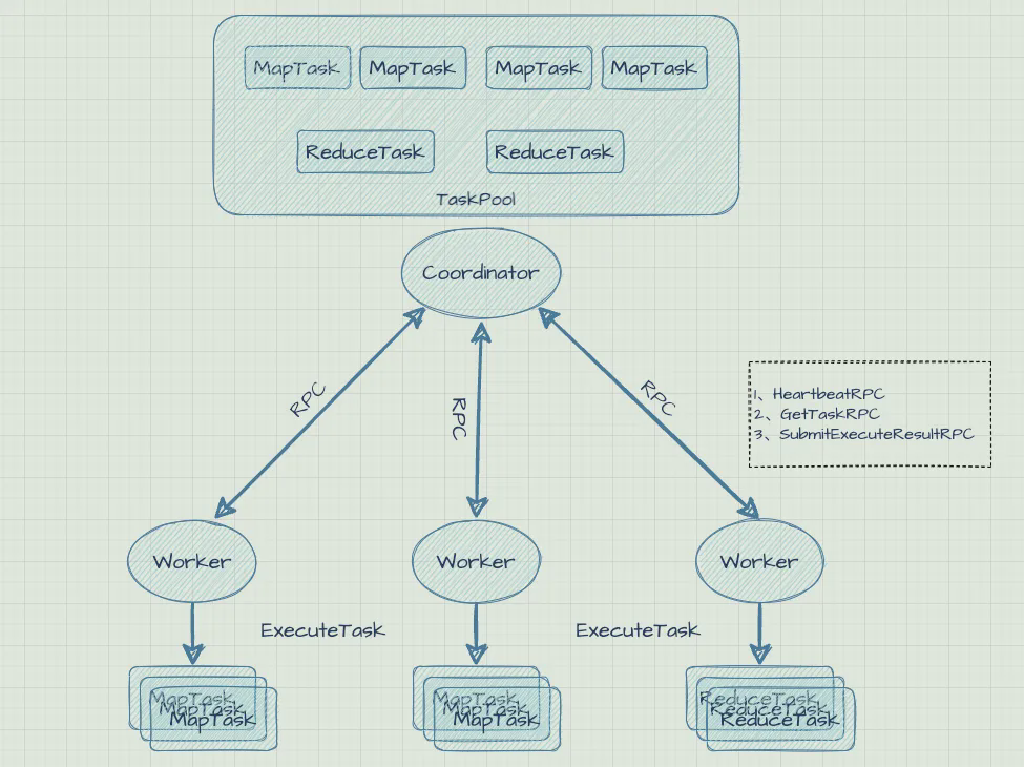 MapTask MapTask MapTask MapTask
ReduceTask ReduceTask
TaskPool
Coordinator
RPC
RPC
RPC
1、HeartbeatRPC
2、GetTaskRPC
3、SubmitExecuteResultRPC
Worker Worker Worker
ExecuteTask ExecuteTask
MapTask MapTask ReduceTask
MapTask MapTask ReduceTask
MapTask MapTask ReduceTask